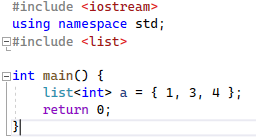 #include <iostream>
using namespace std;
#include <list>
int main() {
list<int> a = { 1, 3, 4 };
return 0;
}